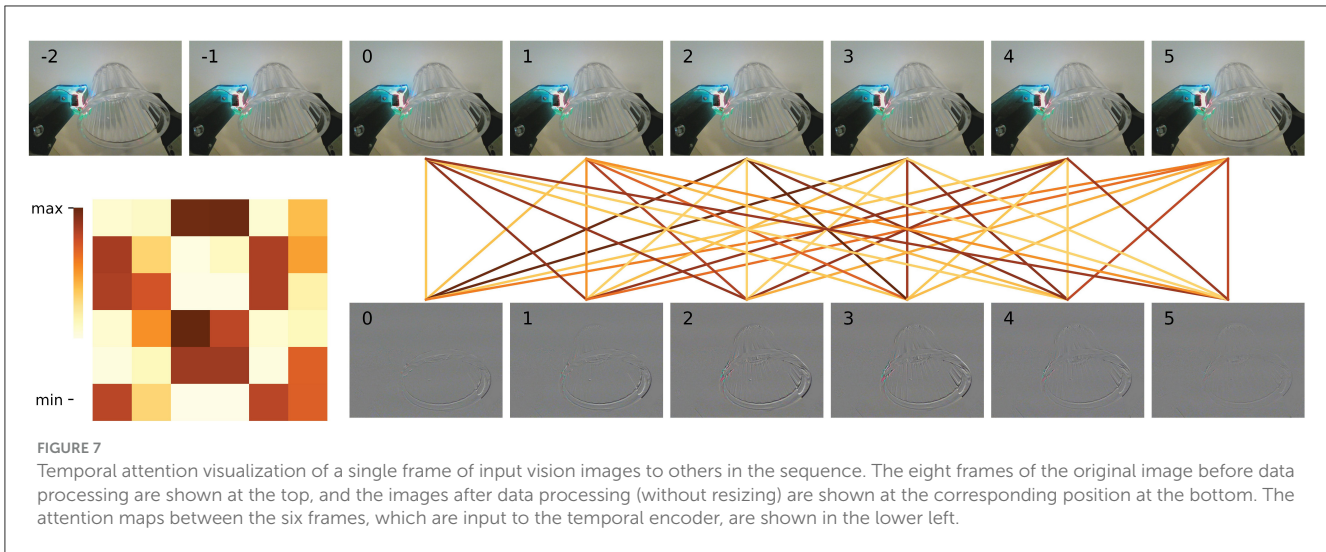 -2 -1 0 1 2 3 4 5
max
min
0 1 2 3 4 5
FIGURE 7
Temporal attention visualization of a single frame of input vision images to others in the sequence. The eight frames of the original image before data
processing are shown at the top, and the images after data processing (without resizing) are shown at the corresponding position at the bottom. The
attention maps between the six frames, which are input to the temporal encoder, are shown in the lower left.